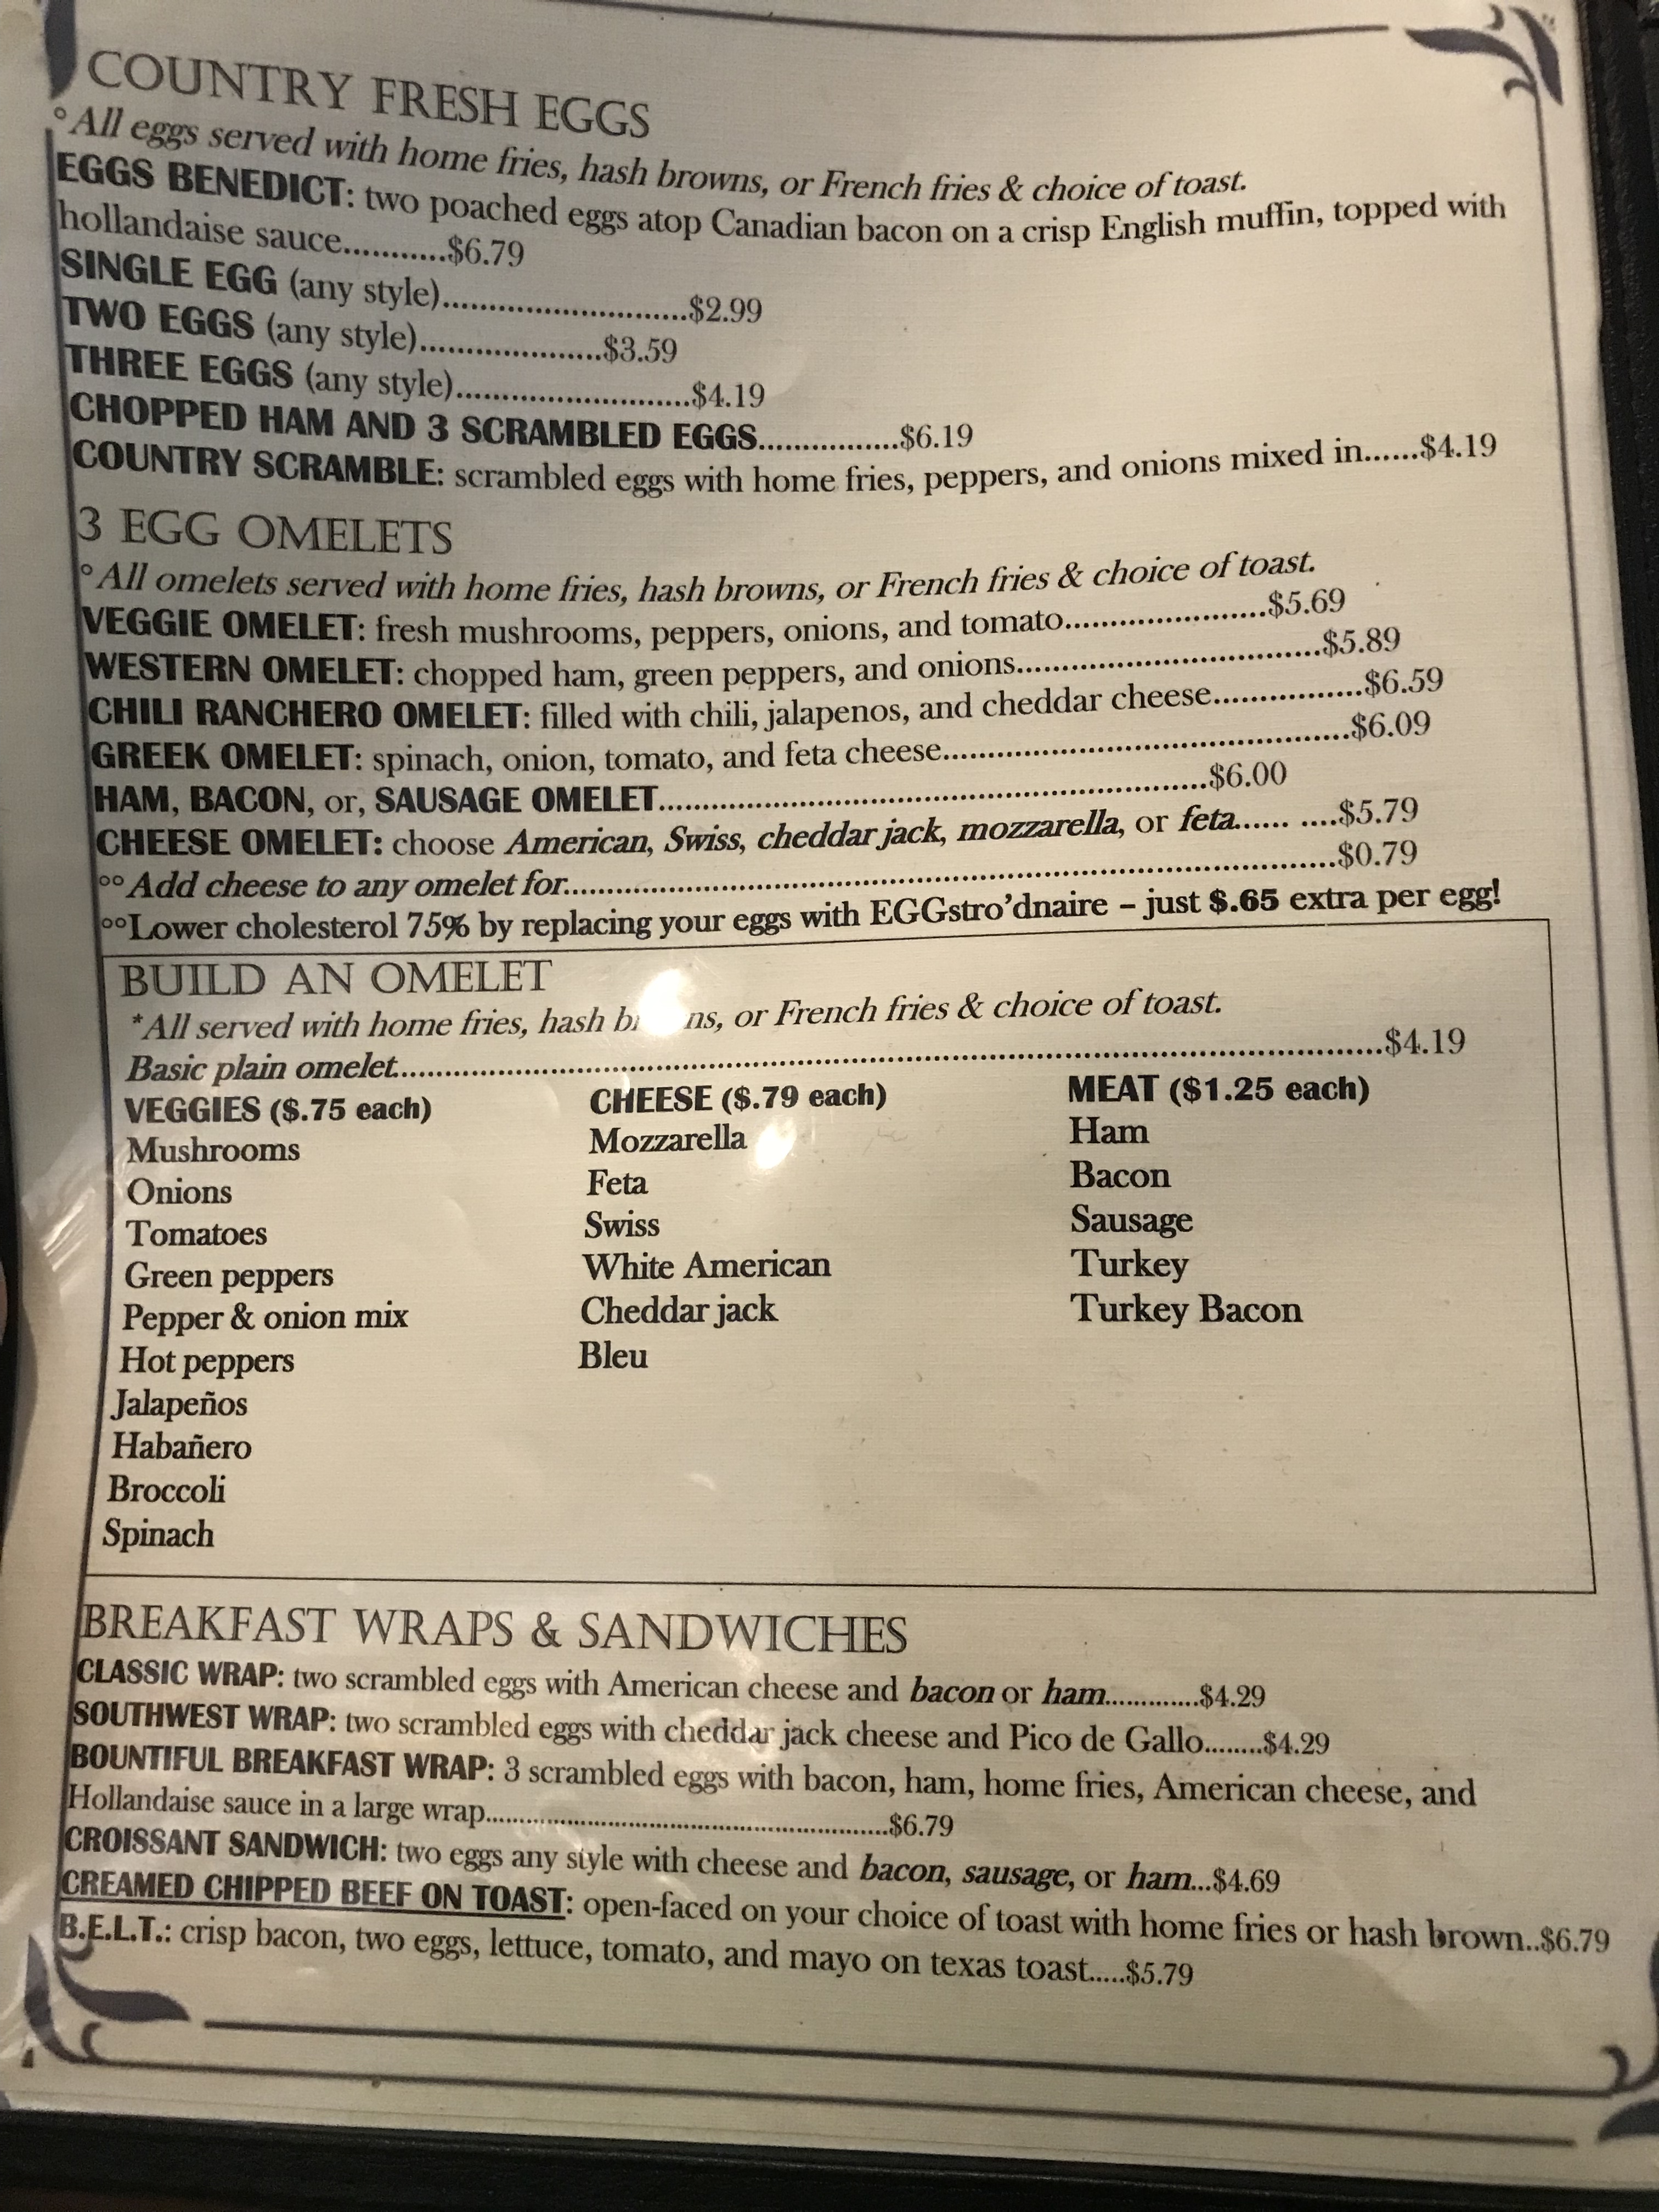 COUNTRY FRESH EGGS
°All eggs served with home fries, hash browns, or French fries & choice of toast.
EGGS BENEDICT: two poached eggs atop Canadian bacon on a crisp English muffin, topped with
hollandaise sauce...........$6.79
SINGLE EGG (any style)............................$2.99
TWO EGGS (any style).....................$3.59
THREE EGGS (any style)...........................$4.19
CHOPPED HAM AND 3 SCRAMBLED EGGS................$6.19
COUNTRY SCRAMBLE: scrambled eggs with home fries, peppers, and onions mixed in......$4.19
3 EGG OMELETS
°All omelets served with home fries, hash browns, or French fries & choice of toast.
VEGGIE OMELET: fresh mushrooms, peppers, onions, and tomato.......................$5.69
WESTERN OMELET: chopped ham, green peppers, and onions..................................$5.89
CHILI RANCHERO OMELET: filled with chili, jalapenos, and cheddar cheese.................$6.59
GREEK OMELET: spinach, onion, tomato, and feta cheese.............................................$6.09
HAM, BACON, or, SAUSAGE OMELET.............................................................$6.00
CHEESE OMELET: choose American, Swiss, cheddar jack, mozzarella, or feta...... ....$5.79
°°Add cheese to any omelet for.....................................................................................$0.79
°°Lower cholesterol 75% by replacing your eggs with EGGstro’dnaire – just $.65 extra per egg!
BUILD AN OMELET
*All served with home fries, hash browns, or French fries & choice of toast.
Basic plain omelet...............................................................................................................$4.19
VEGGIES ($.75 each) CHEESE ($.79 each) MEAT ($1.25 each)
Mushrooms Mozzarella Ham
Onions Feta Bacon
Tomatoes Swiss Sausage
Green peppers White American Turkey
Pepper & onion mix Cheddar jack Turkey Bacon
Hot peppers Bleu
Jalapeños
Habañero
Broccoli
Spinach
BREAKFAST WRAPS & SANDWICHES
CLASSIC WRAP: two scrambled eggs with American cheese and bacon or ham.............$4.29
SOUTHWEST WRAP: two scrambled eggs with cheddar jack cheese and Pico de Gallo........$4.29
BOUNTIFUL BREAKFAST WRAP: 3 scrambled eggs with bacon, ham, home fries, American cheese, and
Hollandaise sauce in a large wrap............................................................$6.79
CROISSANT SANDWICH: two eggs any style with cheese and bacon, sausage, or ham...$4.69
CREAMED CHIPPED BEEF ON TOAST: open-faced on your choice of toast with home fries or hash brown..$6.79
B.E.L.T.: crisp bacon, two eggs, lettuce, tomato, and mayo on texas toast.....$5.79